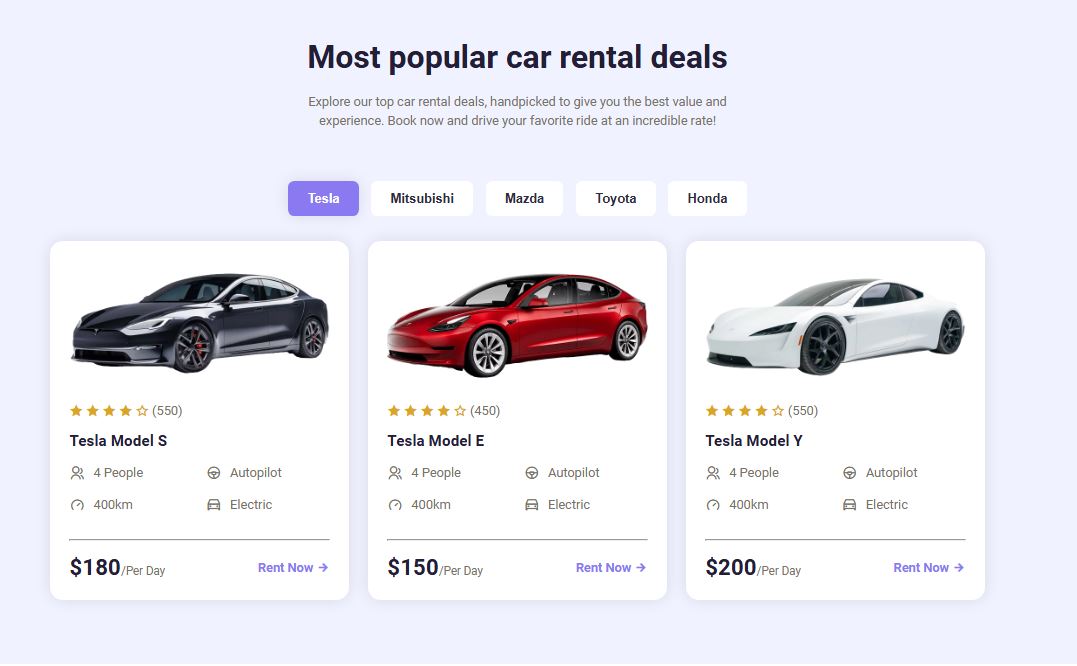 Most popular car rental deals
Explore our top car rental deals, handpicked to give you the best value and
experience. Book now and drive your favorite ride at an incredible rate!
Tesla Mitsubishi Mazda Toyota Honda
(550)
Tesla Model S
4 People Autopilot
400km Electric
$180/Per Day Rent Now →
(450)
Tesla Model E
4 People Autopilot
400km Electric
$150/Per Day Rent Now →
(550)
Tesla Model Y
4 People Autopilot
400km Electric
$200/Per Day Rent Now →